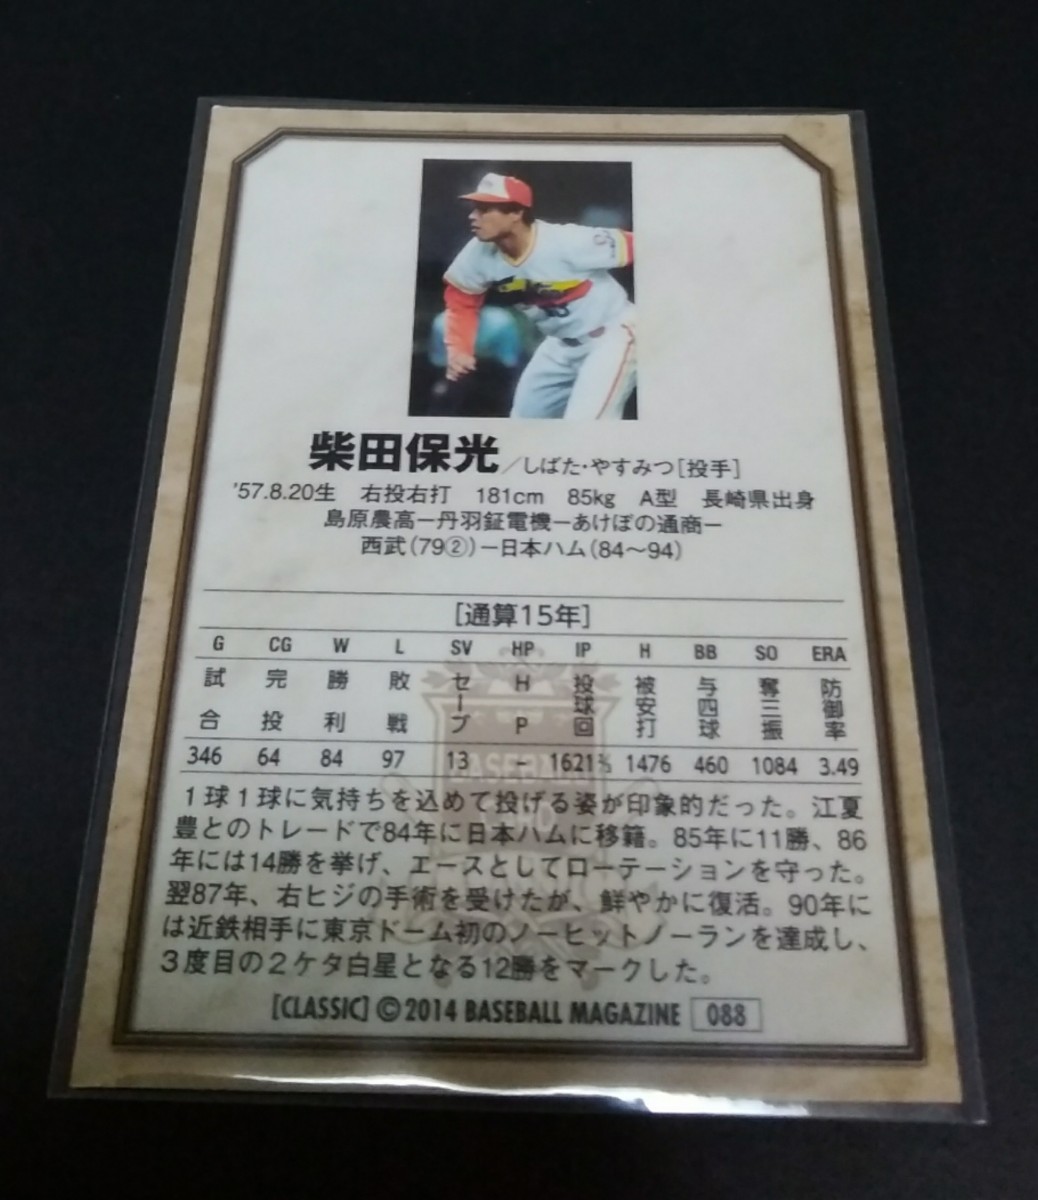 柴田保光/しばた・やすみつ[投手]
'57.8.20生 右投右打 181cm 85kg A型 長崎県出身
島原農高ー丹羽鉦電機ーあけぼの通商ー
西武(79②)ー日本ハム(84〜94)
[通算15年]
G CG W L SV HP IP H BB SO ERA
試合 完投 勝利 敗戦 セーブ HP 投球回 被安打 与四球 奪三振 防御率
346 64 84 97 13 - 1621⅔ 1476 460 1084 3.49
1球1球に気持ちを込めて投げる姿が印象的だった。江夏
豊とのトレードで84年に日本ハムに移籍。85年に11勝、86
年には14勝を挙げ、エースとしてローテーションを守った。
翌87年、右ヒジの手術を受けたが、鮮やかに復活。90年に
は近鉄相手に東京ドーム初のノーヒットノーランを達成し、
3度目の2ケタ白星となる12勝をマークした。
[CLASSIC] ©2014 BASEBALL MAGAZINE 088